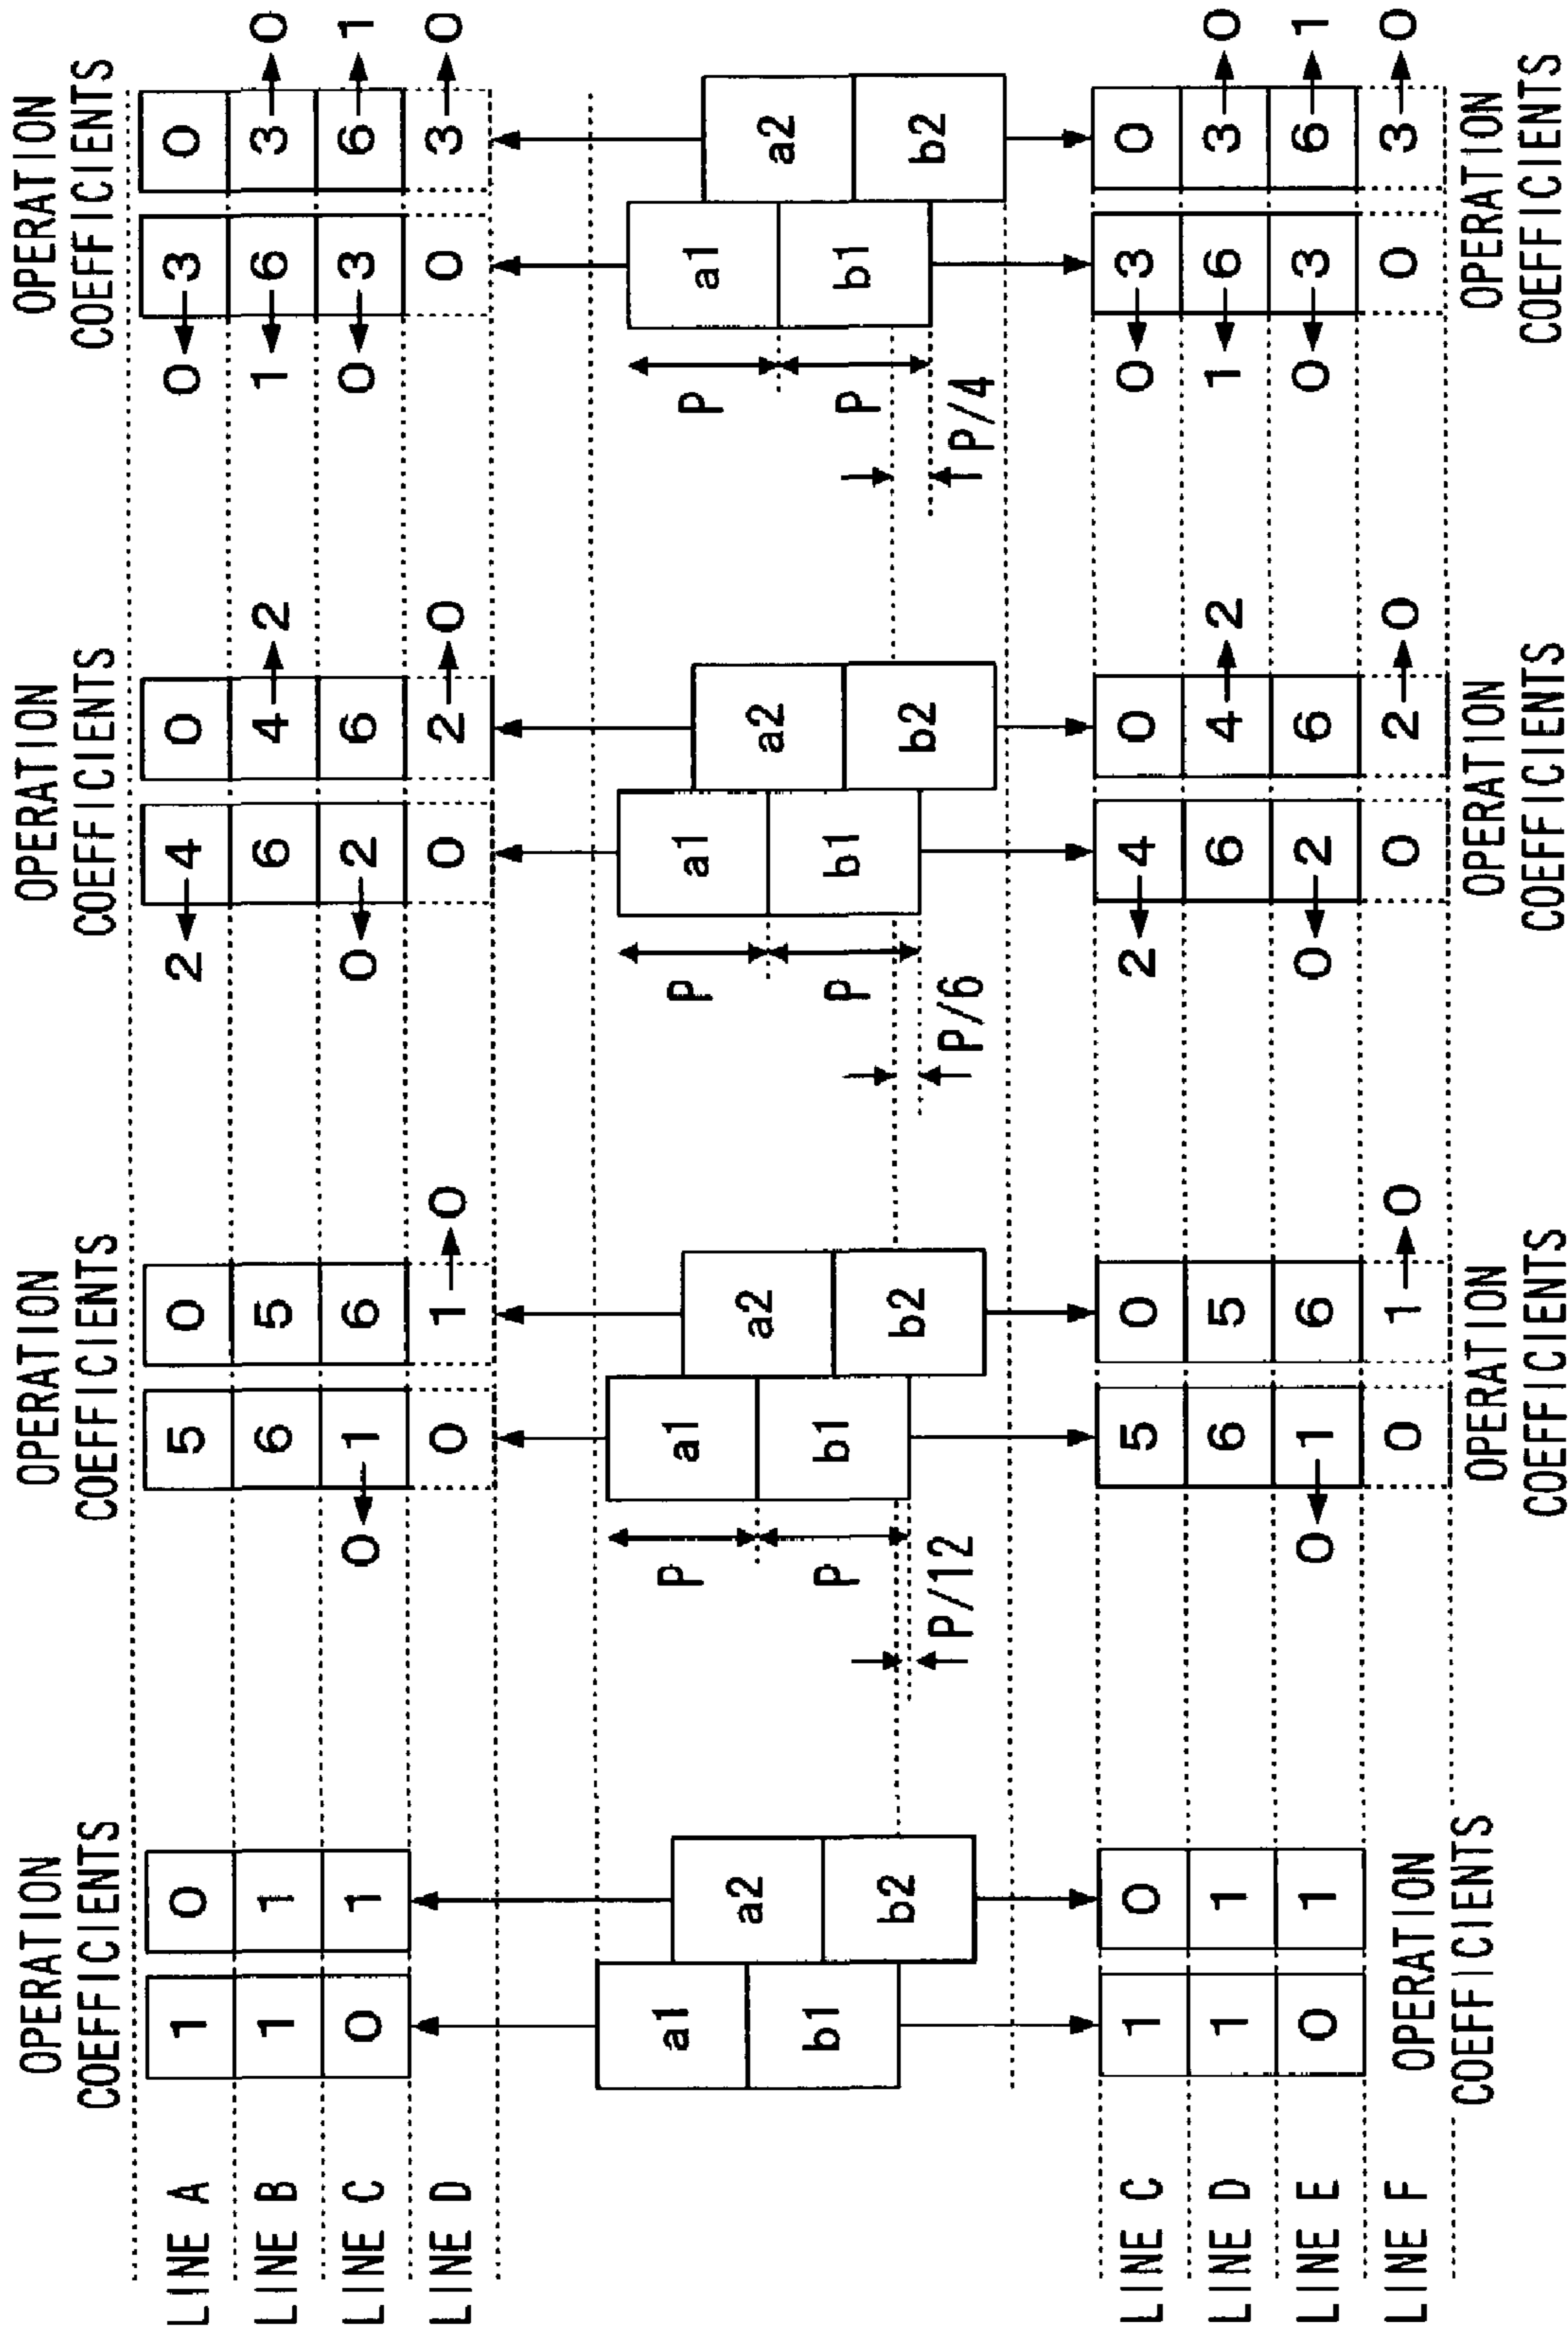 OPERATION OPERATION OPERATION OPERATION
COEFFICIENTS COEFFICIENTS COEFFICIENTS COEFFICIENTS
LINE A 1 0 5 0 2←4 0 0←3 0
LINE B 1 1 6 5 6 4→2 1←6 3→0
LINE C 0 1 0←1 6 0←2 6 0←3 6→1
LINE D 0 1→0 0 2→0 0 3→0
a1 a2 P a1 a2 P a1 a2 P a1 a2
b1 b2 P b1 b2 P b1 b2 P b1 b2
P/12 P/6 P/4
LINE C 1 0 5 0 2←4 0 0←3 0
LINE D 1 1 6 5 6 4→2 1←6 3→0
LINE E 0 1 0←1 6 0←2 6 0←3 6→1
LINE F 0 1→0 0 2→0 0 3→0
OPERATION OPERATION OPERATION OPERATION
COEFFICIENTS COEFFICIENTS COEFFICIENTS COEFFICIENTS